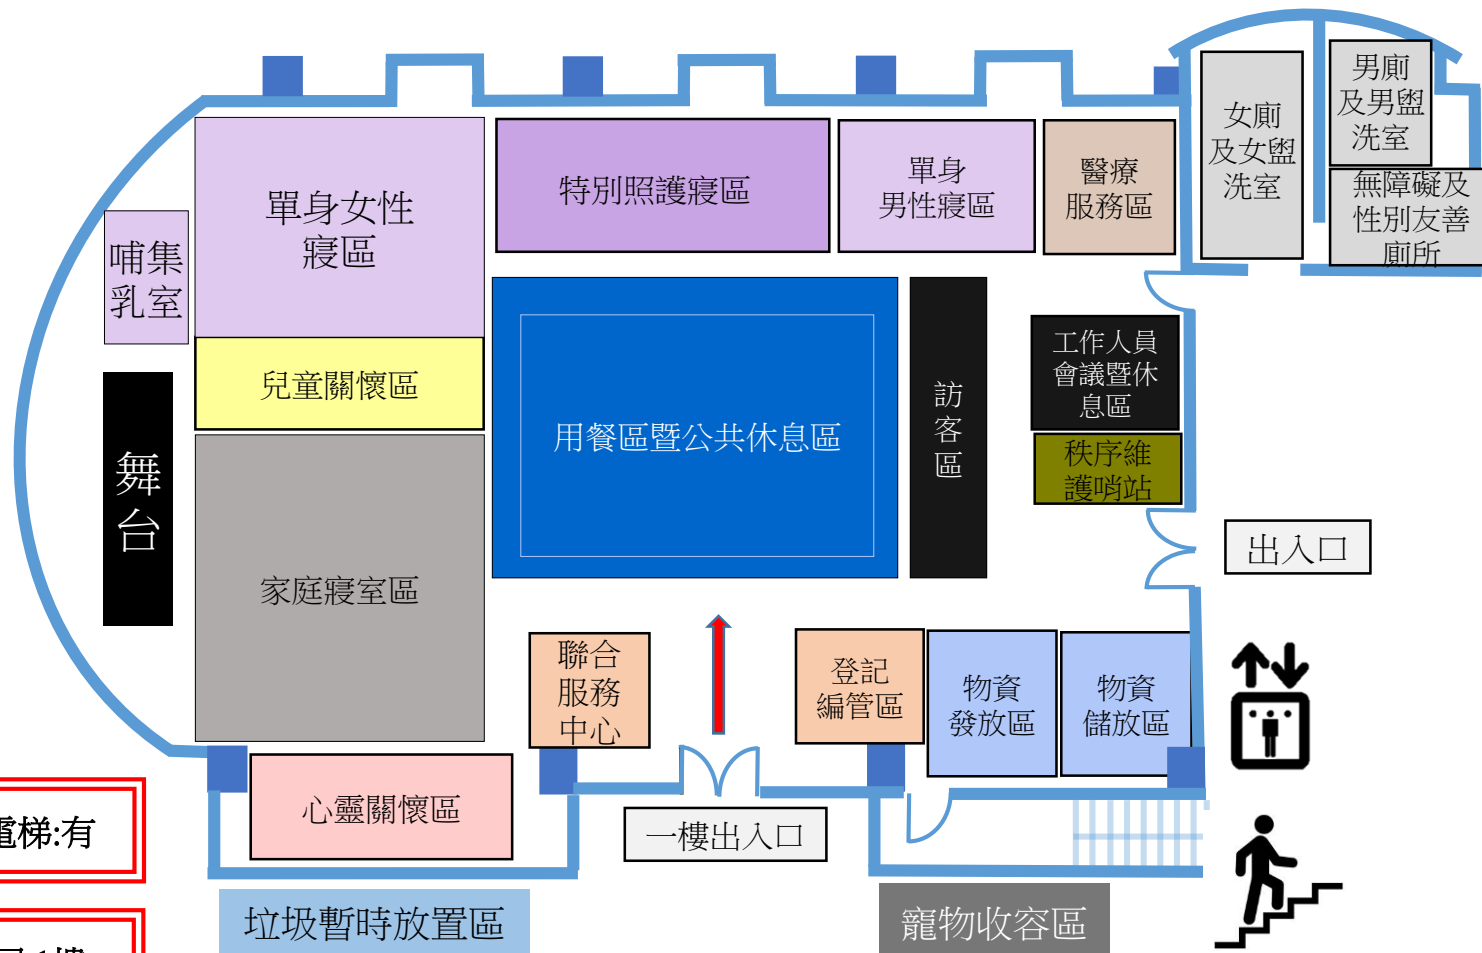 男廁
及男盥
洗室
女廁
及女盥
洗室
無障礙及
性別友善
廁所
單身女性
寢區
特別照護寢區
單身
男性寢區
醫療
服務區
哺集
乳室
兒童關懷區
用餐區暨公共休息區
訪
客
區
工作人員
會議暨休
息區
秩序維
護哨站
舞
台
出入口
家庭寢室區
聯合
服務
中心
登記
編管區
物資
發放區
物資
儲放區
心靈關懷區
一樓出入口
電梯:有
垃圾暫時放置區
寵物收容區